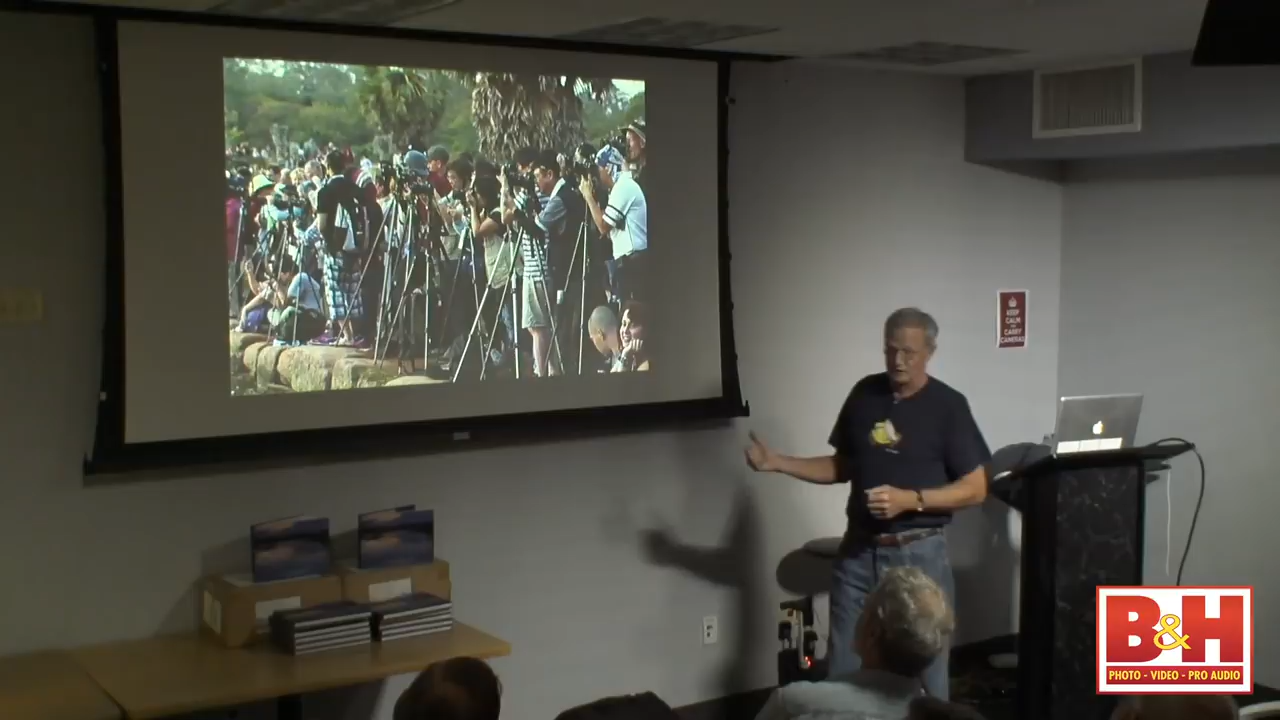 KEEP
CALM
AND
CARRY
CAMERAS
B&H
PHOTO - VIDEO - PRO AUDIO